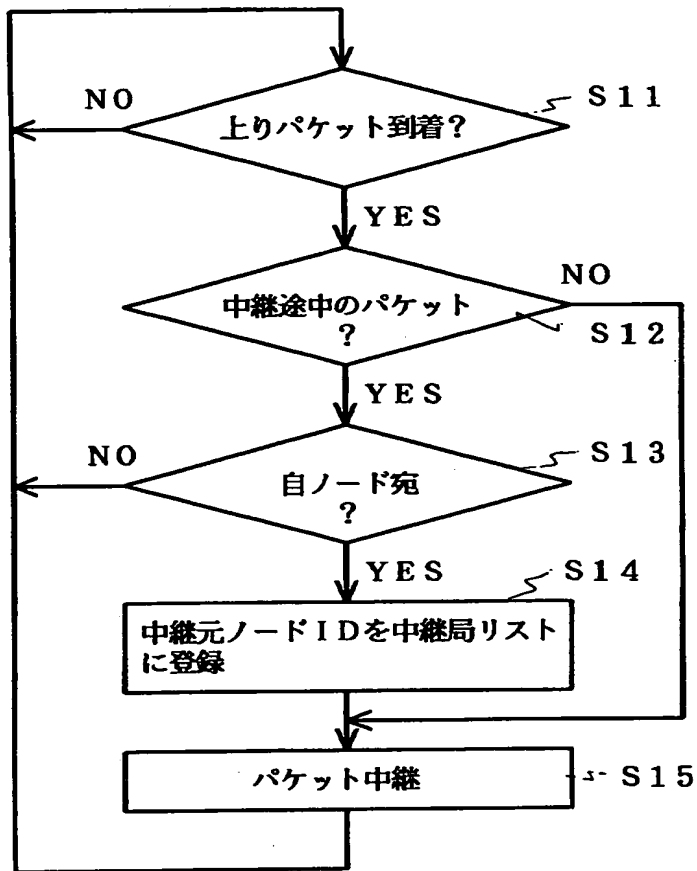 NO
上りパケット到着?
S11
YES
中継途中のパケット
?
NO
S12
YES
NO
自ノード宛
?
S13
YES
S14
中継元ノードIDを中継局リスト
に登録
パケット中継
S15